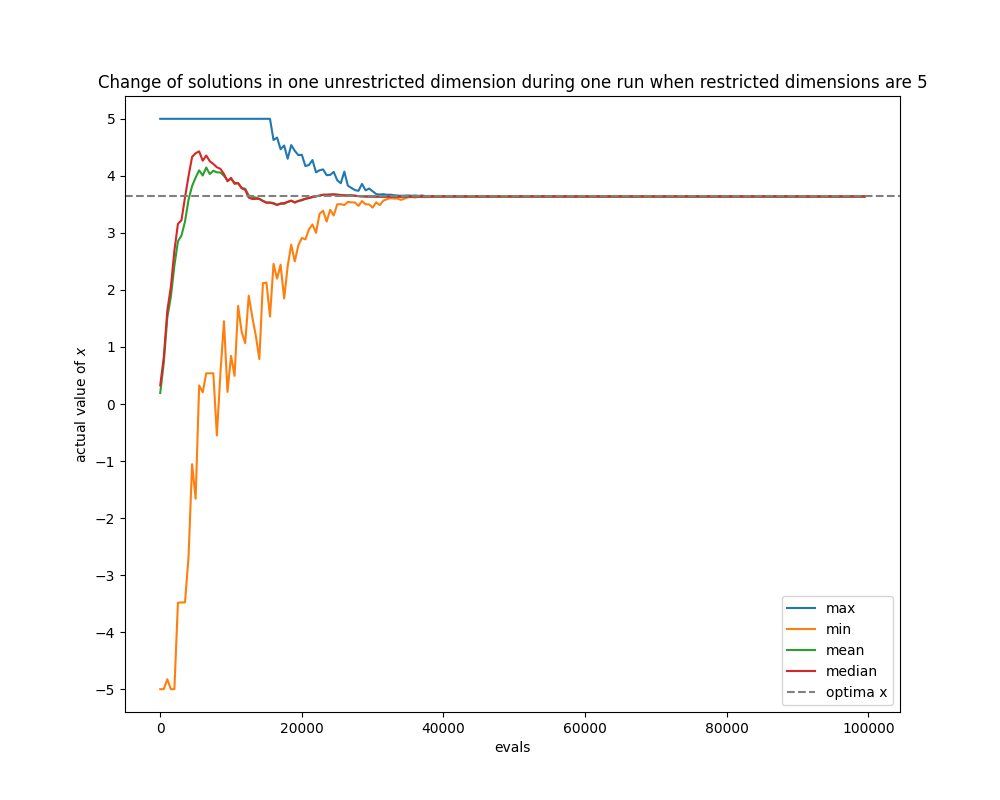 Change of solutions in one unrestricted dimension during one run when restricted dimensions are 5
5
4
3
2
1
0
−1
−2
−3
−4
−5
actual value of x
0 20000 40000 60000 80000 100000
evals
max
min
mean
median
optima x